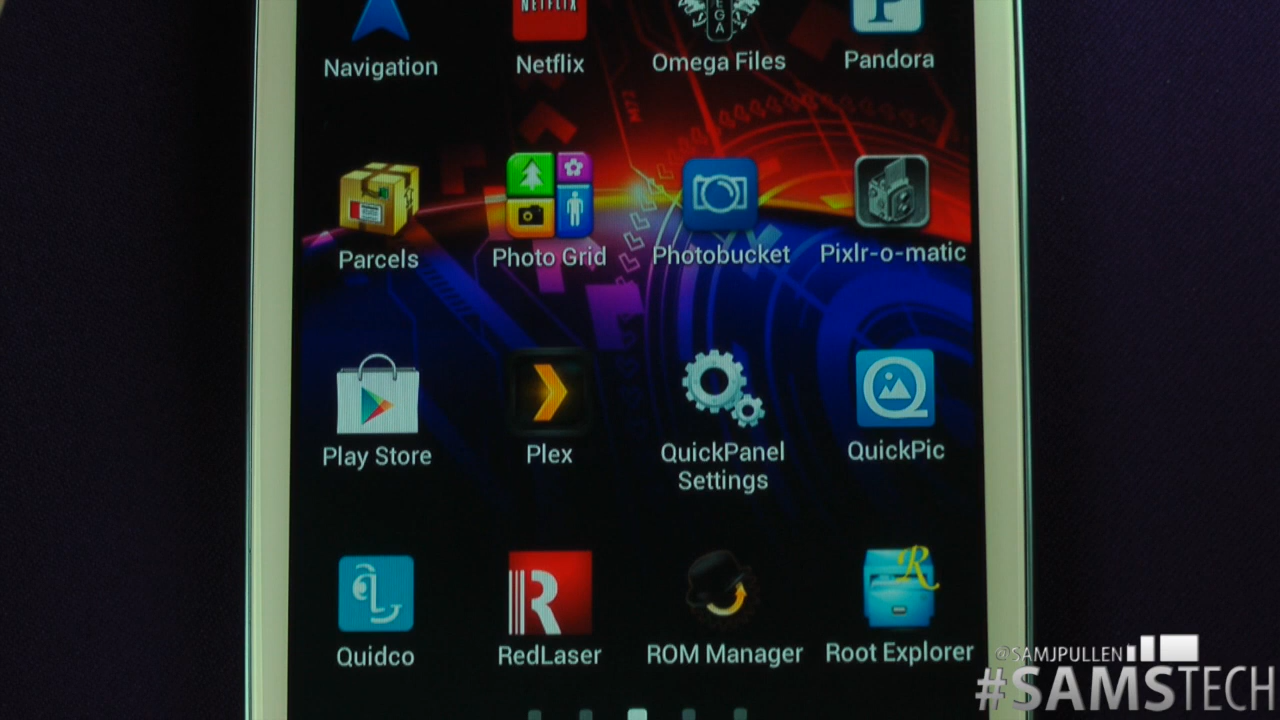 NETFLIX
OMEGA
P
Navigation
Netflix
Omega Files
Pandora
Parcels
Photo Grid
Photobucket
Pixlr-o-matic
Play Store
Plex
QuickPanel
Settings
QuickPic
R
R
Quidco
RedLaser
ROM Manager
Root Explorer
@SAMJPULLEN
#SAMSTECH